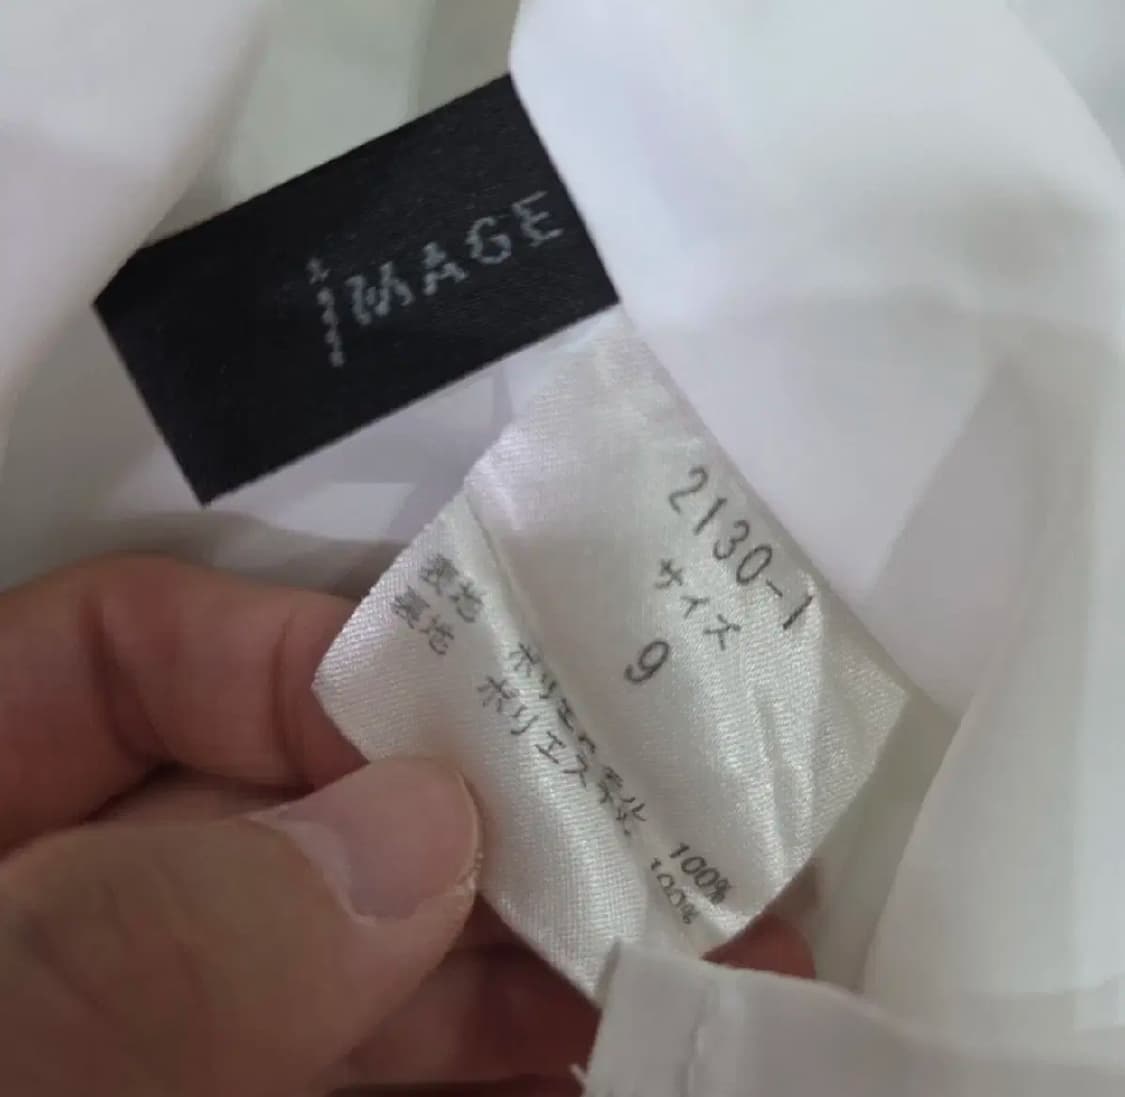 IMAGE
2130-1
サイズ
9
表地 ポリエステル 100%
裏地 ポリエステル 100%